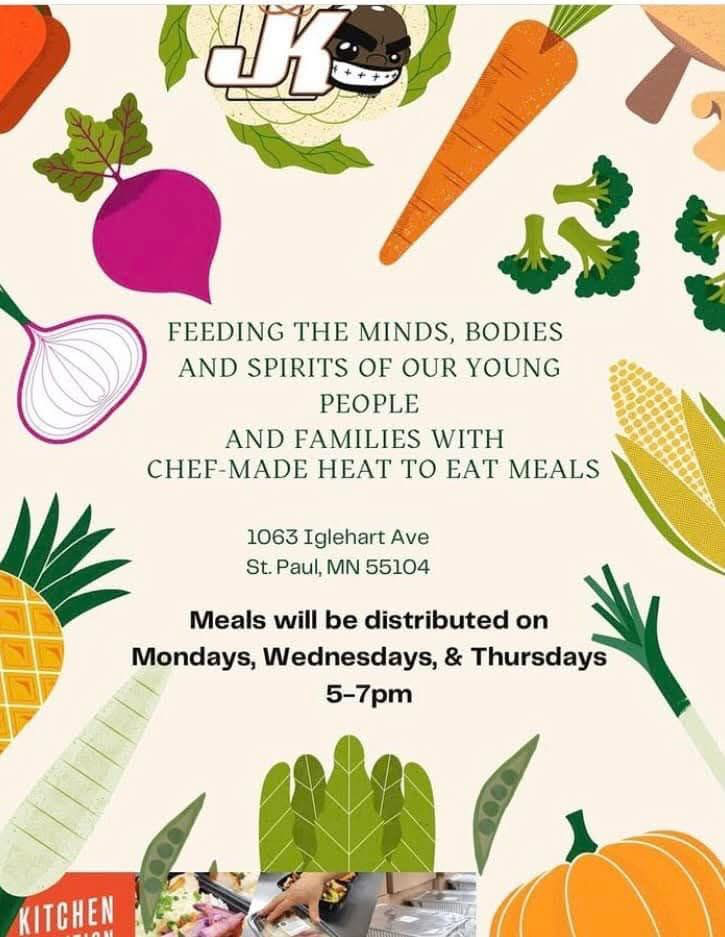 JK
FEEDING THE MINDS, BODIES
AND SPIRITS OF OUR YOUNG
PEOPLE
AND FAMILIES WITH
CHEF-MADE HEAT TO EAT MEALS
1063 Iglehart Ave
St. Paul, MN 55104
Meals will be distributed on
Mondays, Wednesdays, & Thursdays
5-7pm
KITCHEN